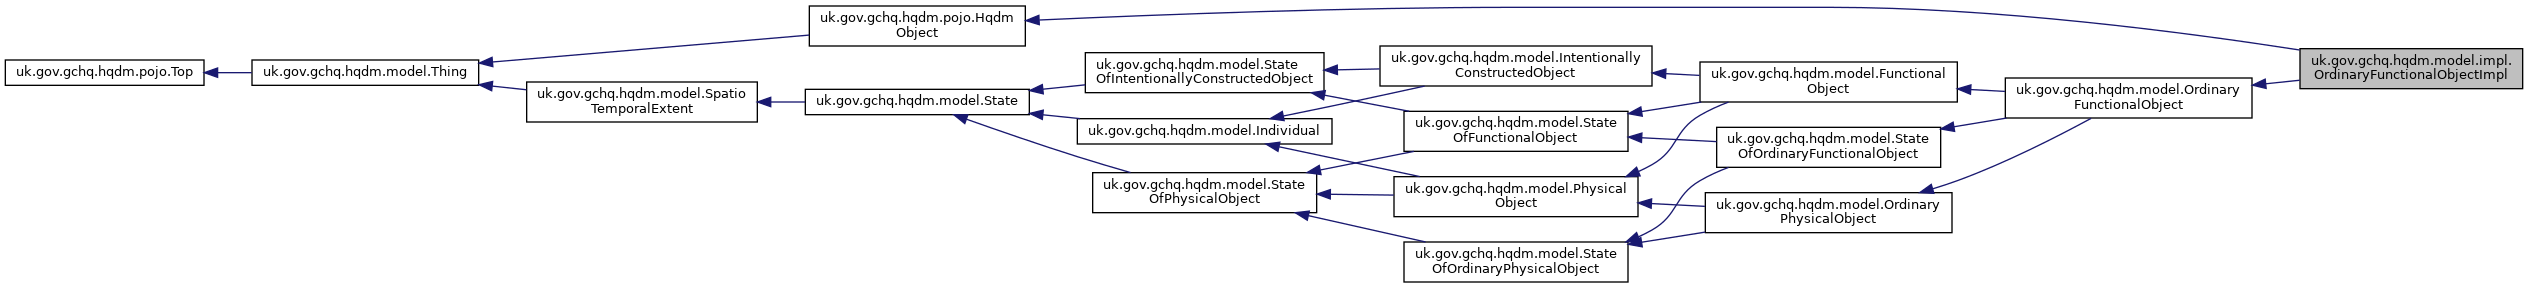 uk.gov.gchq.hqdm.pojo.Top
uk.gov.gchq.hqdm.model.Thing
uk.gov.gchq.hqdm.pojo.Hqdm
Object
uk.gov.gchq.hqdm.model.Spatio
TemporalExtent
uk.gov.gchq.hqdm.model.State
uk.gov.gchq.hqdm.model.State
OfIntentionallyConstructedObject
uk.gov.gchq.hqdm.model.Individual
uk.gov.gchq.hqdm.model.State
OfPhysicalObject
uk.gov.gchq.hqdm.model.Intentionally
ConstructedObject
uk.gov.gchq.hqdm.model.State
OfFunctionalObject
uk.gov.gchq.hqdm.model.Physical
Object
uk.gov.gchq.hqdm.model.State
OfOrdinaryPhysicalObject
uk.gov.gchq.hqdm.model.Functional
Object
uk.gov.gchq.hqdm.model.State
OfOrdinaryFunctionalObject
uk.gov.gchq.hqdm.model.Ordinary
PhysicalObject
uk.gov.gchq.hqdm.model.Ordinary
FunctionalObject
uk.gov.gchq.hqdm.model.impl.
OrdinaryFunctionalObjectImpl